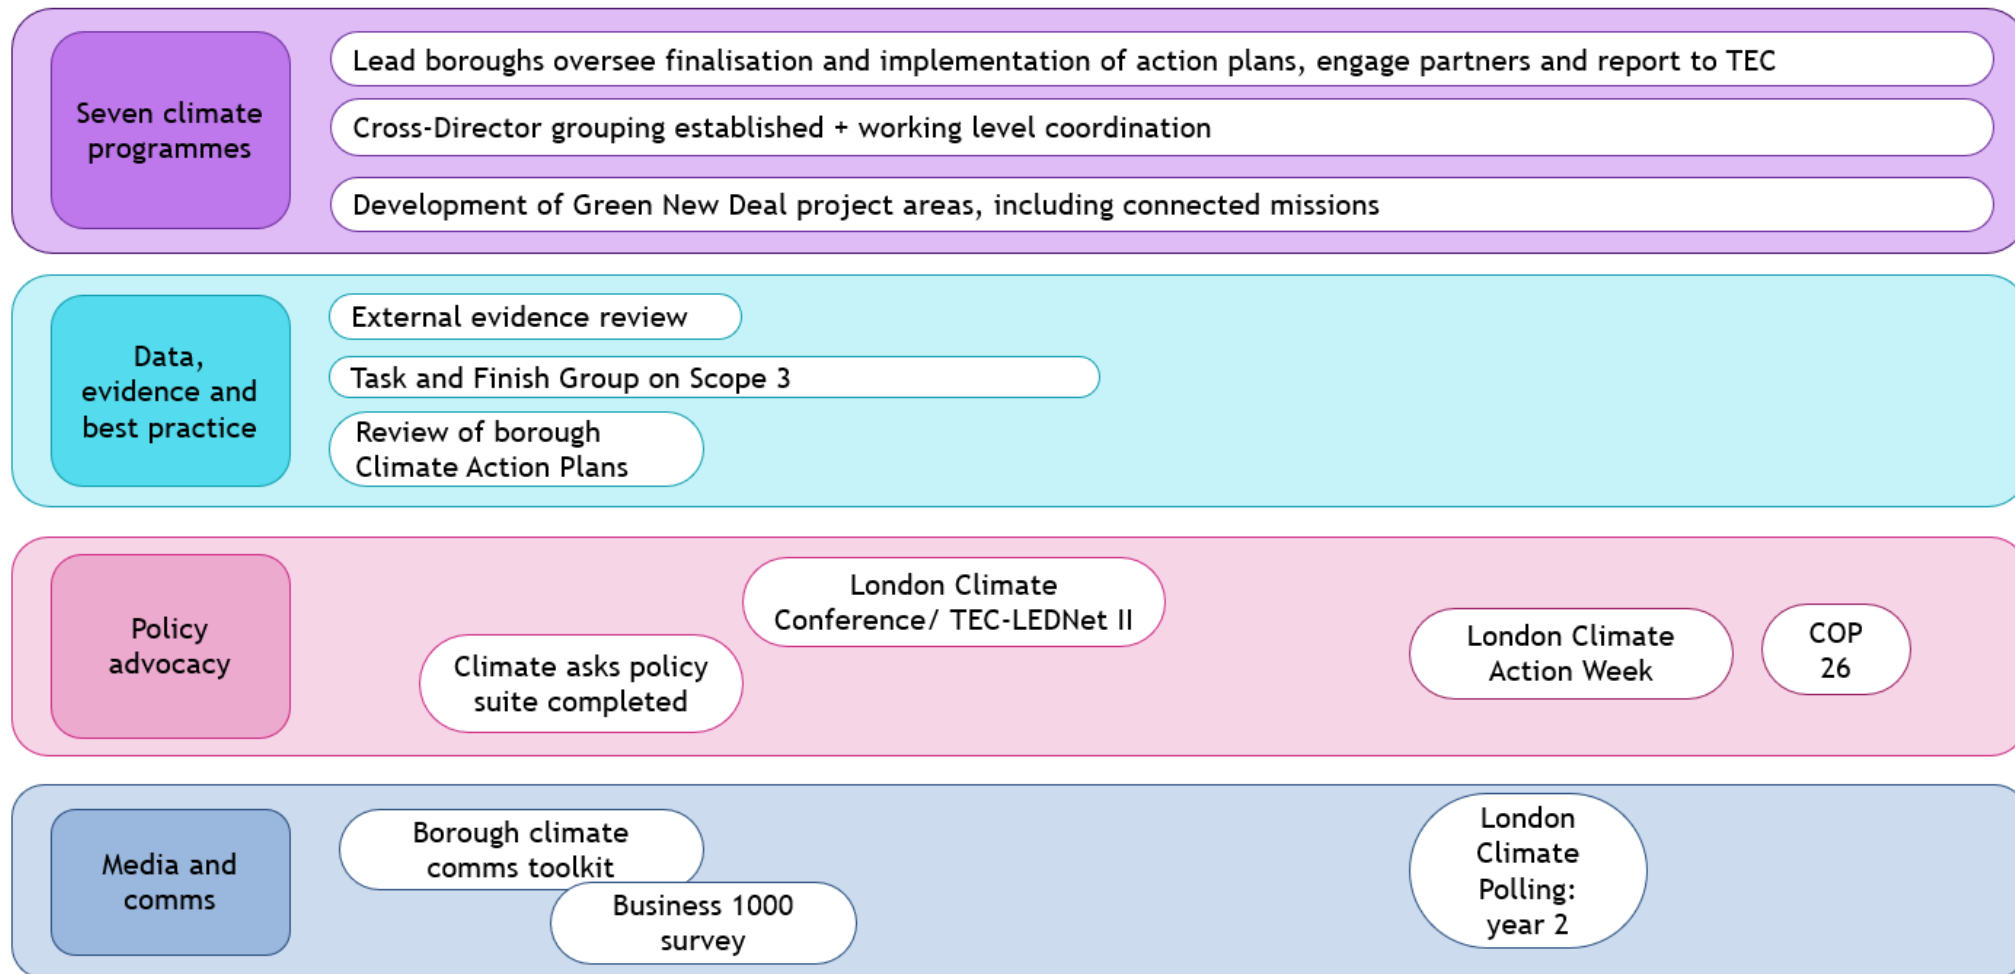 Seven climate
programmes
Lead boroughs oversee finalisation and implementation of action plans, engage partners and report to TEC
Cross-Director grouping established + working level coordination
Development of Green New Deal project areas, including connected missions
Data,
evidence and
best practice
External evidence review
Task and Finish Group on Scope 3
Review of borough
Climate Action Plans
Policy
advocacy
Climate asks policy
suite completed
London Climate
Conference/ TEC-LEDNet II
London Climate
Action Week
COP
26
Media and
comms
Borough climate
comms toolkit
Business 1000
survey
London
Climate
Polling:
year 2